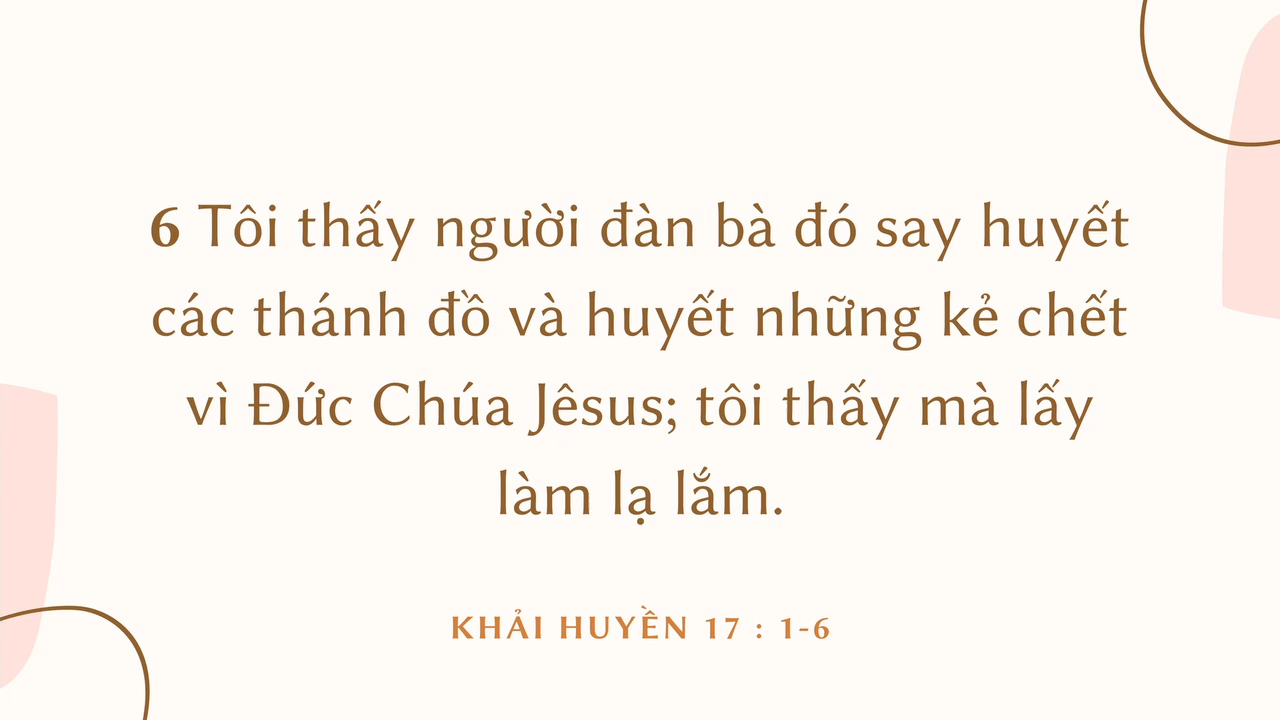 6 Tôi thấy người đàn bà đó say huyết
các thánh đồ và huyết những kẻ chết
vì Đức Chúa Jêsus; tôi thấy mà lấy
làm lạ lắm.
KHẢI HUYỀN 17 : 1-6